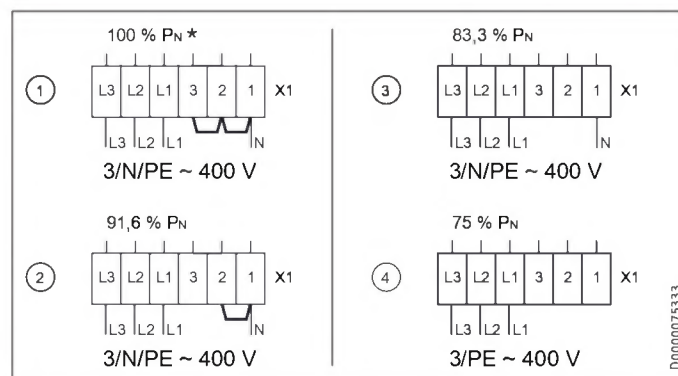 100 % PN *
1
L3 L2 L1 3 2 1 X1
L3 L2 L1 N
3/N/PE ~ 400 V
91,6 % PN
2
L3 L2 L1 3 2 1 X1
L3 L2 L1 N
3/N/PE ~ 400 V
83,3 % PN
3
L3 L2 L1 3 2 1 X1
L3 L2 L1 N
3/N/PE ~ 400 V
75 % PN
4
L3 L2 L1 3 2 1 X1
L3 L2 L1
3/PE ~ 400 V
D0000075333